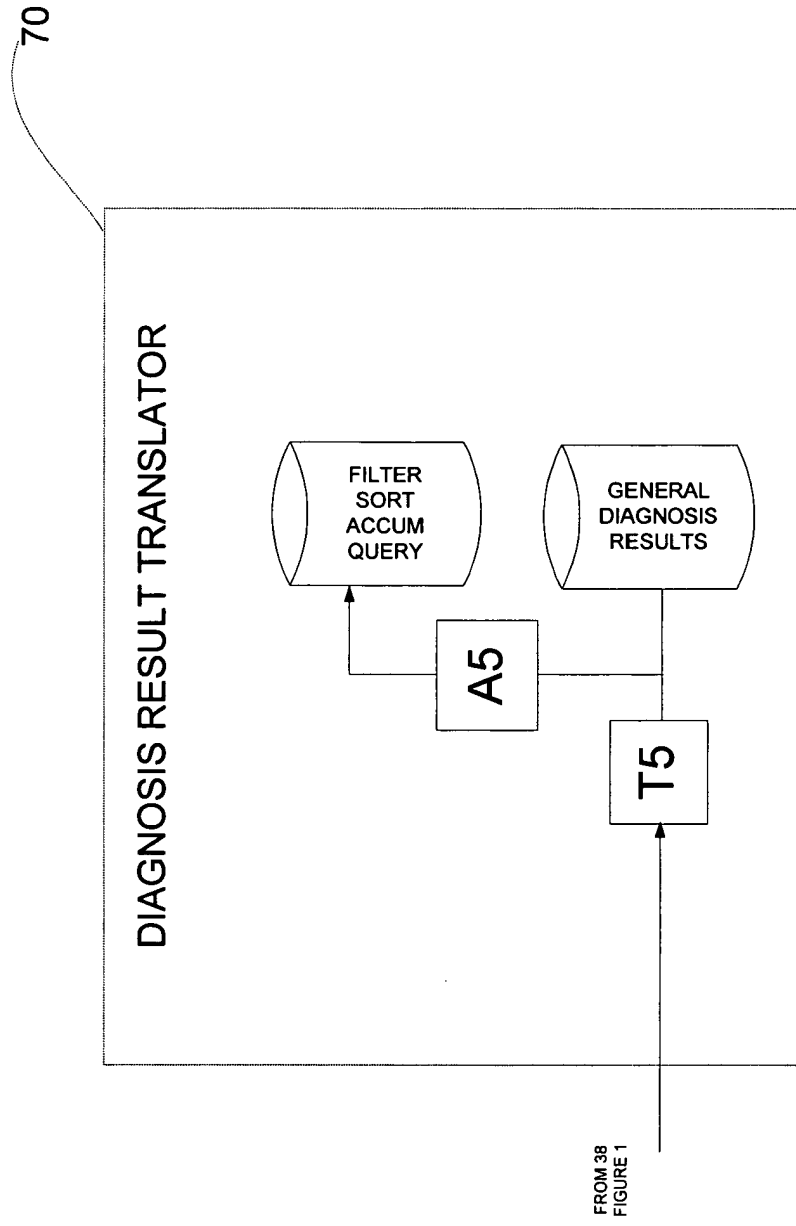 70
DIAGNOSIS RESULT TRANSLATOR
FILTER
SORT
ACCUM
QUERY
GENERAL
DIAGNOSIS
RESULTS
A5
T5
FROM 38
FIGURE 1